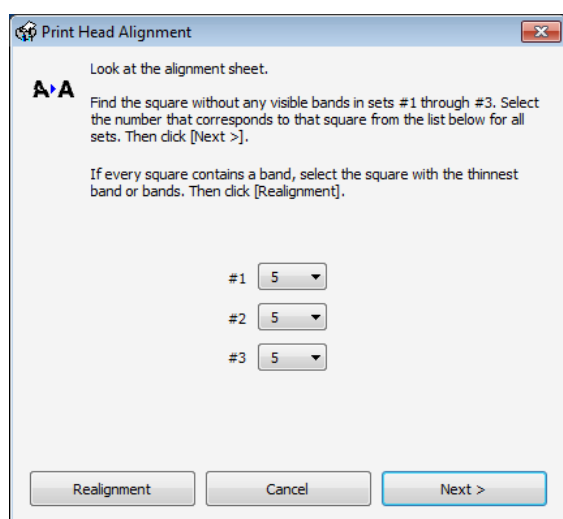 Print Head Alignment
Look at the alignment sheet.
A A
Find the square without any visible bands in sets #1 through #3. Select
the number that corresponds to that square from the list below for all
sets. Then click [Next >].
If every square contains a band, select the square with the thinnest
band or bands. Then click [Realignment].
#1 5
#2 5
#3 5
Realignment Cancel Next >